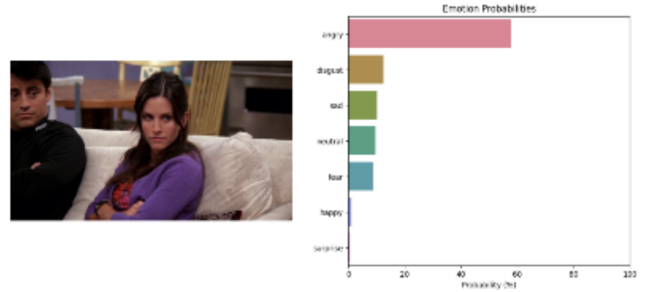 Emotion Probabilities
angry
disgust
sad
neutral
fear
happy
surprise
0 20 40 60 80 100
Probability (%)